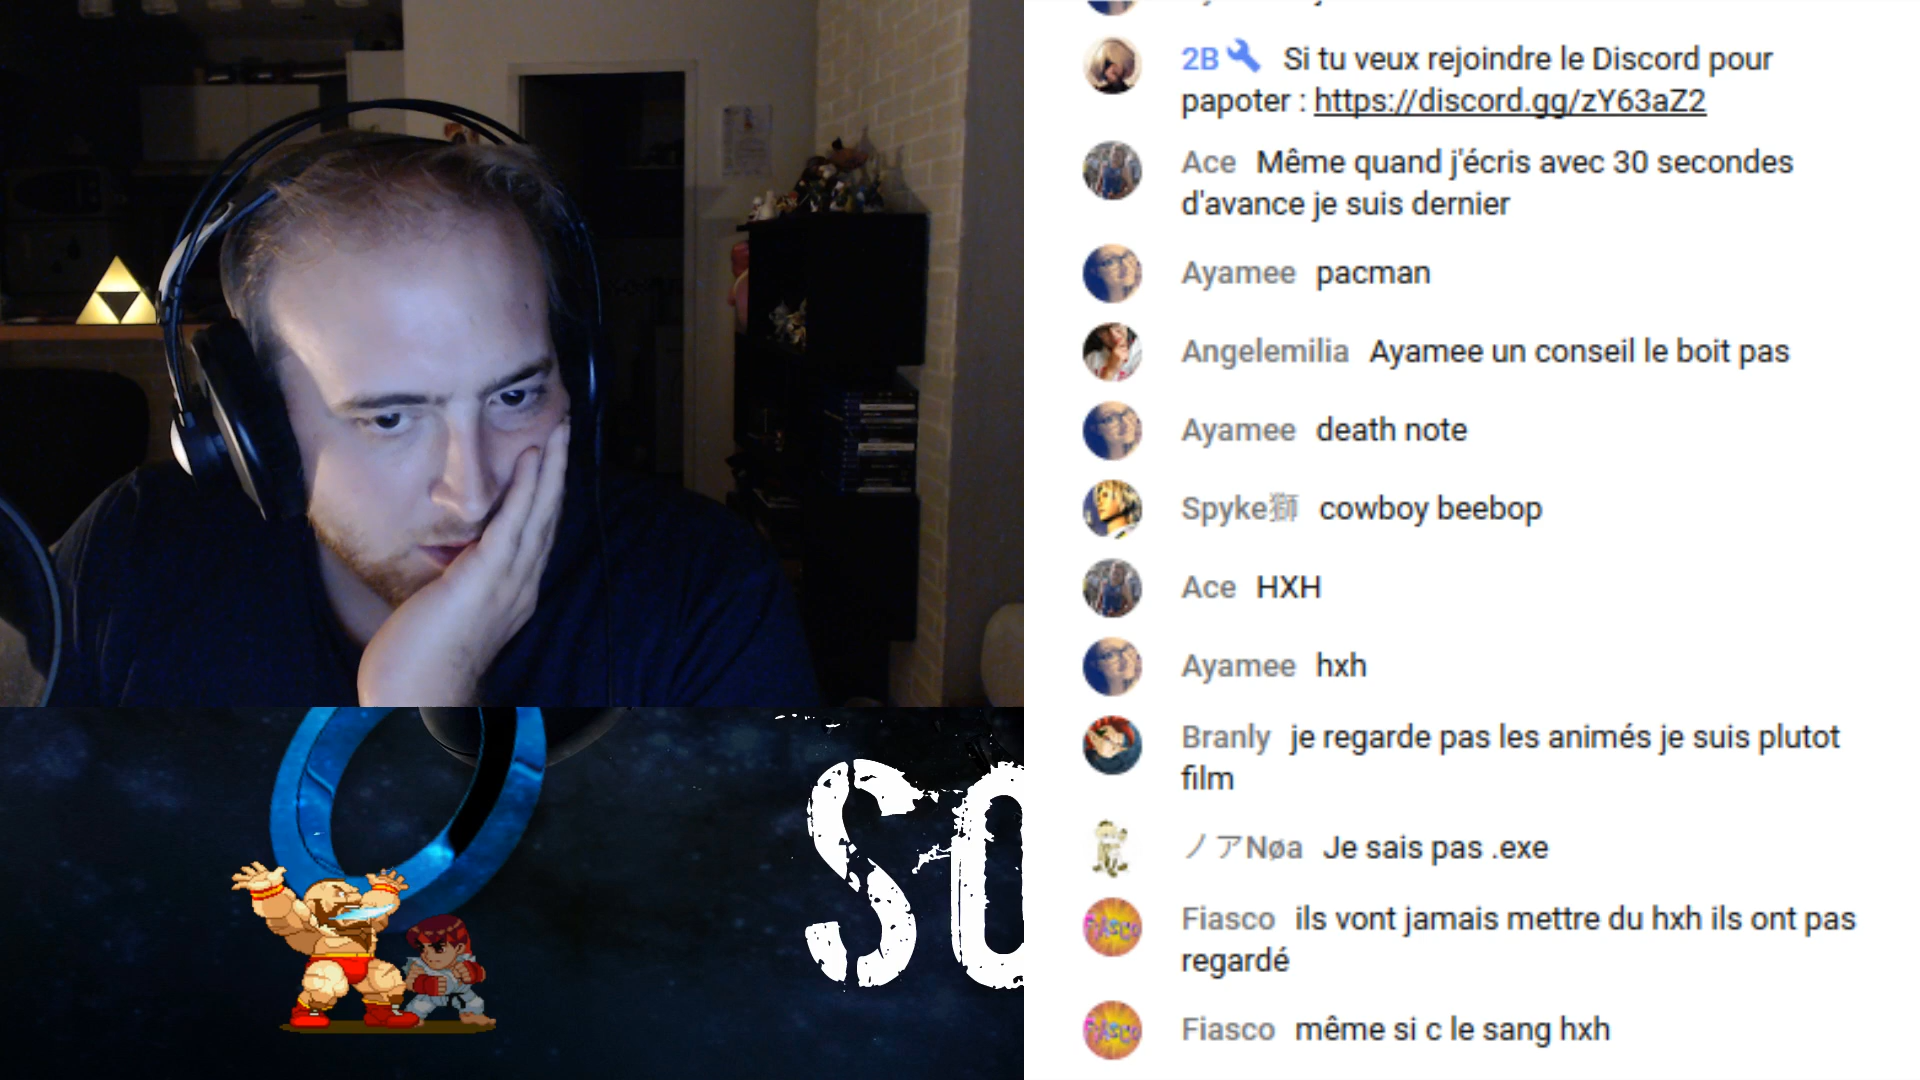 2B Si tu veux rejoindre le Discord pour
papoter : https://discord.gg/zY63aZ2
Ace Même quand j'écris avec 30 secondes
d'avance je suis dernier
Ayamee pacman
Angelemilia Ayamee un conseil le boit pas
Ayamee death note
Spyke獅 cowboy beebop
Ace HXH
Ayamee hxh
Branly je regarde pas les animés je suis plutot
film
ノアNøa Je sais pas .exe
Fiasco ils vont jamais mettre du hxh ils ont pas
regardé
Fiasco même si c le sang hxh
SO